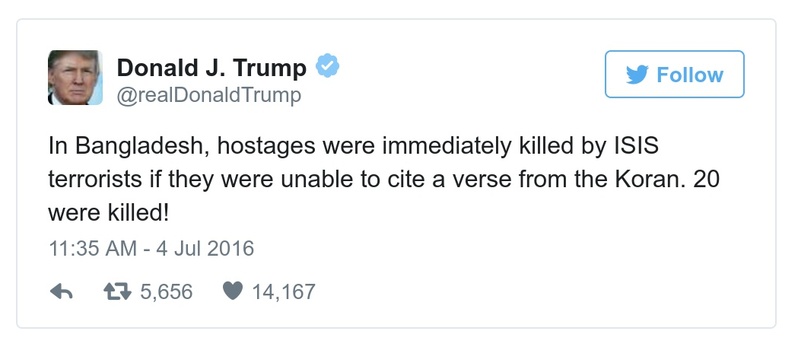 Donald J. Trump
@realDonaldTrump
Follow
In Bangladesh, hostages were immediately killed by ISIS
terrorists if they were unable to cite a verse from the Koran. 20
were killed!
11:35 AM - 4 Jul 2016
5,656 14,167